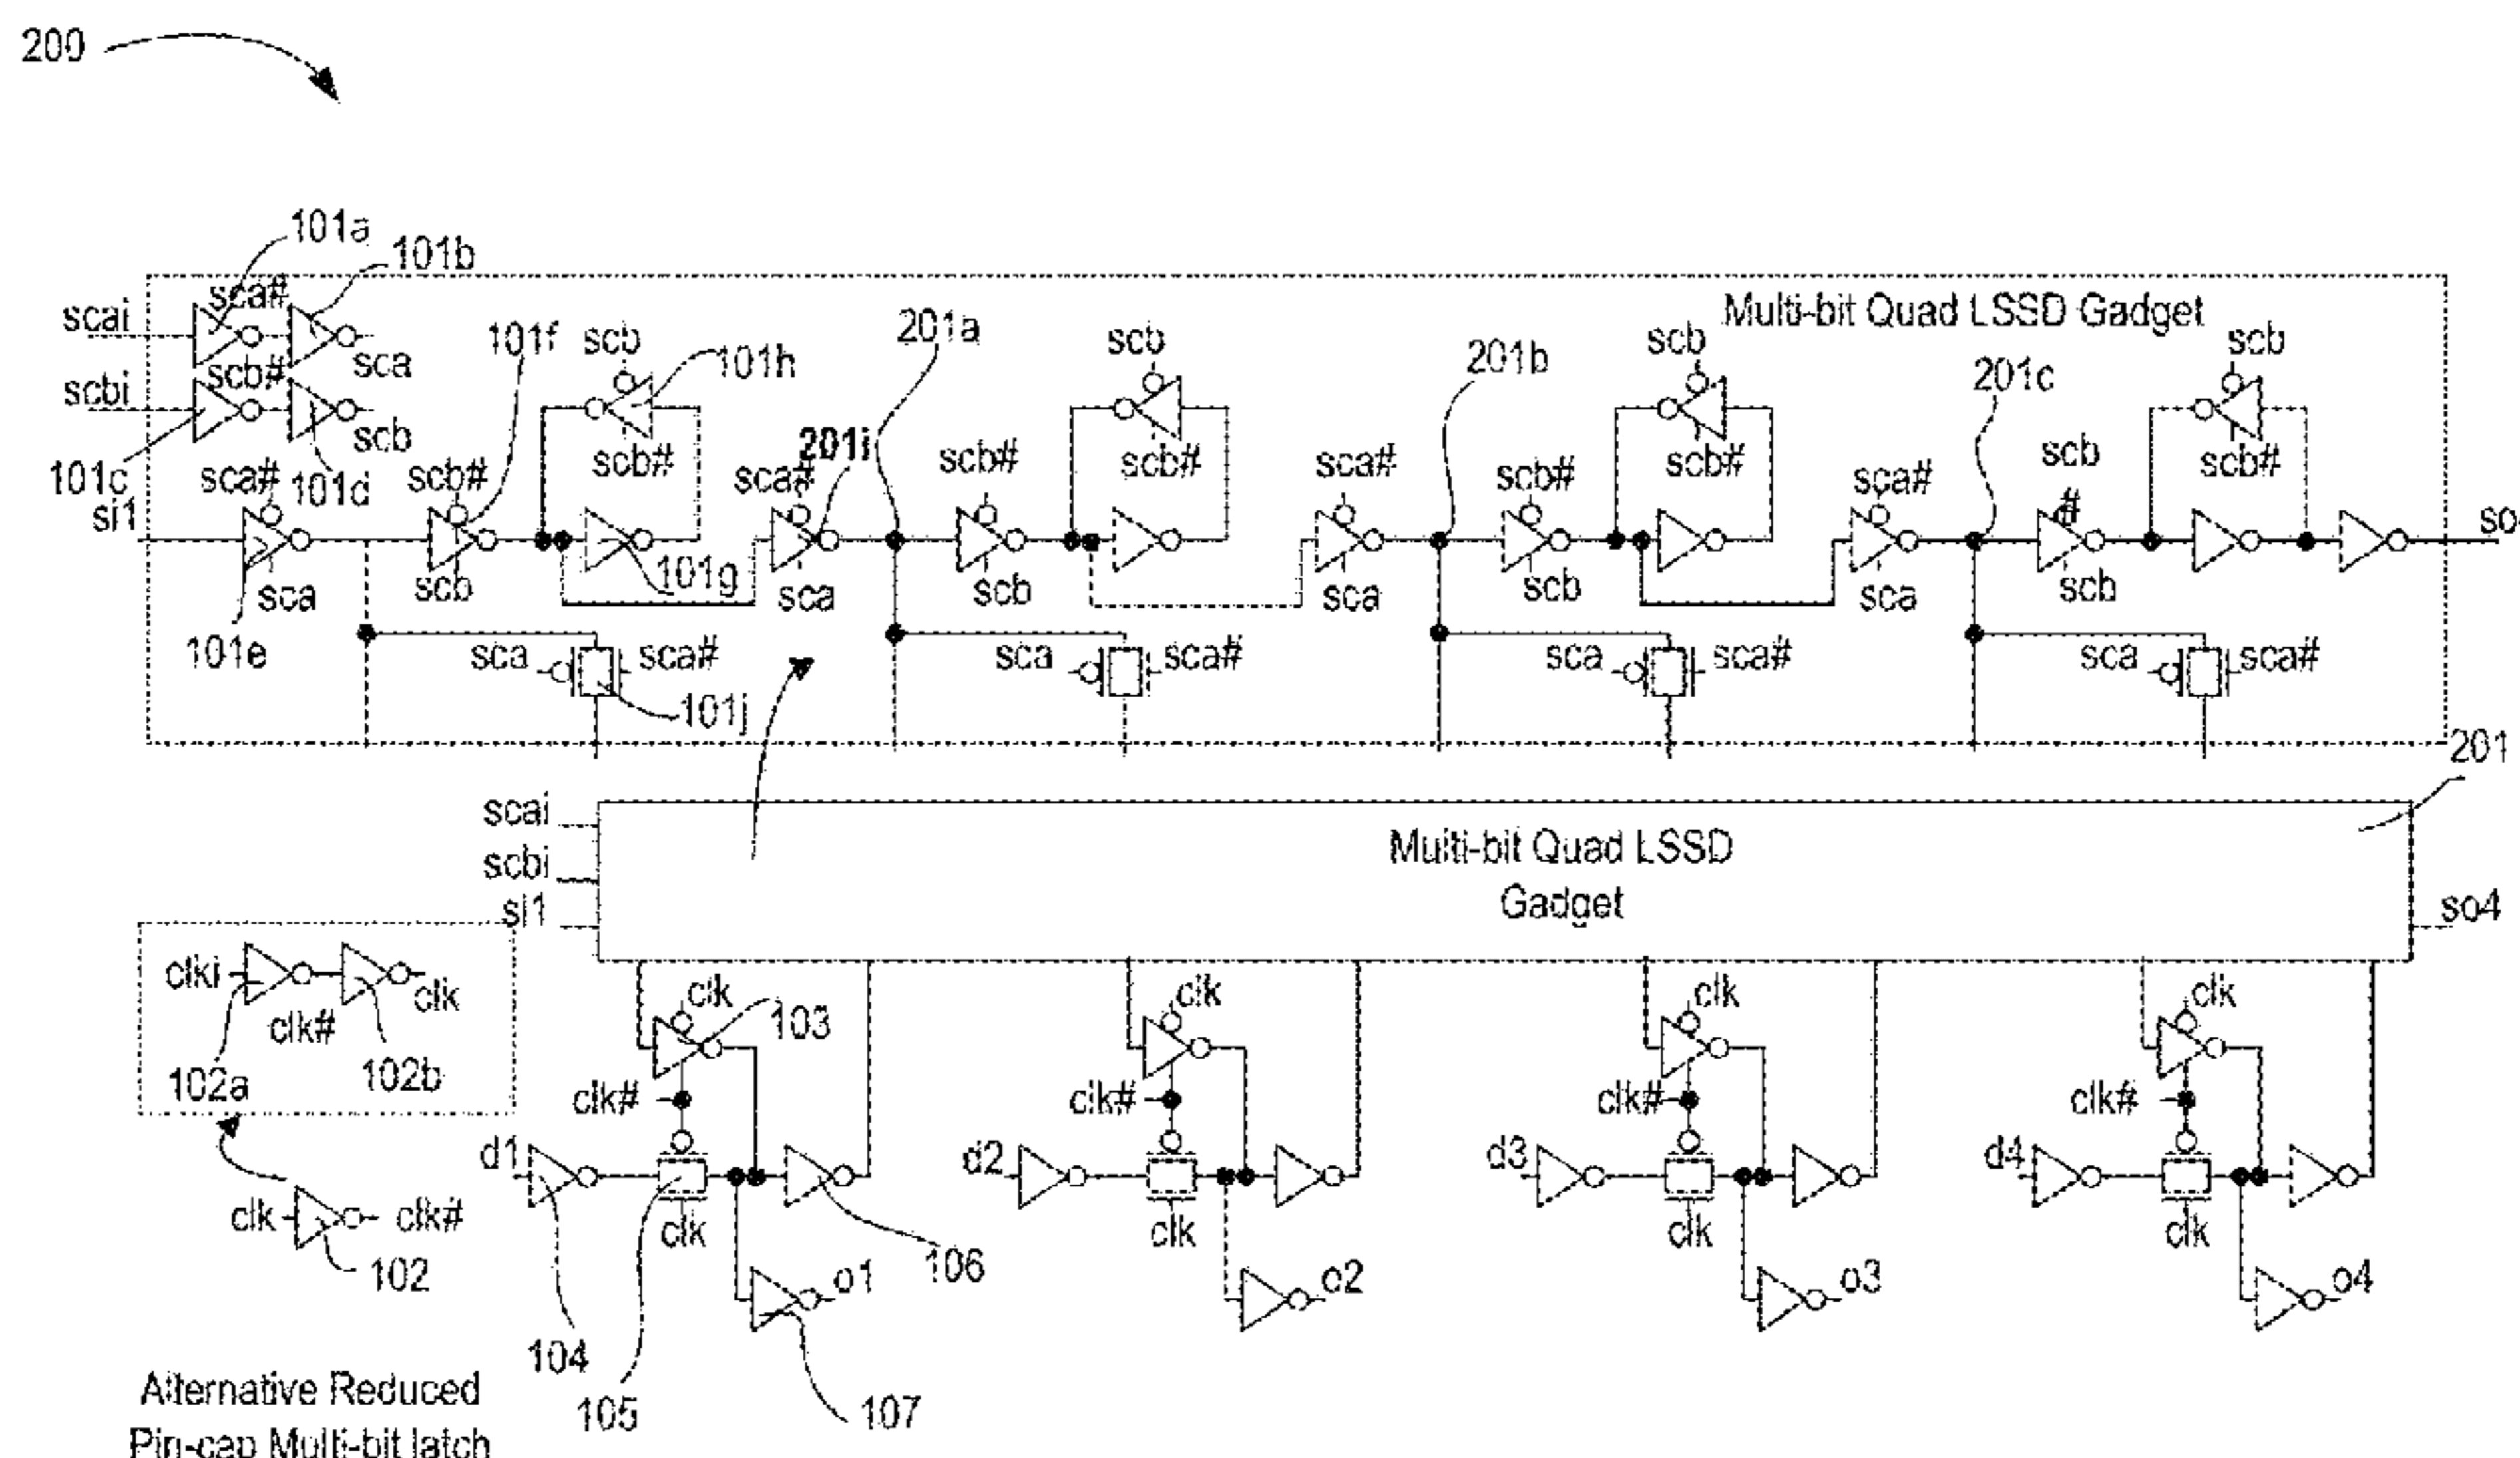 200
101a
101b
Multi-bit Quad LSSD Gadget
scai
sca#
sca
scbi
scb#
scb
101c
101d
101f
scb
101h
scb#
201a
scb
scb#
201b
scb
scb#
201c
scb
scb#
si1
sca#
scb#
sca#
201i
scb#
sca#
scb#
sca#
scb
#
so
101e
sca
scb
101g
sca
scb
sca
scb
sca
scb
sca
sca#
sca
sca#
sca
sca#
sca
sca#
101j
201
scai
scbi
si1
Multi-bit Quad LSSD
Gadget
so4
clki
clk#
clk
102a
102b
clk
103
clk
clk
clk
clk#
clk#
clk#
clk#
d1
d2
d3
d4
clk
clk#
102
clk
clk
clk
clk
106
o1
o2
o3
o4
104
105
107
Alternative Reduced
Pin-cap Multi-bit latch